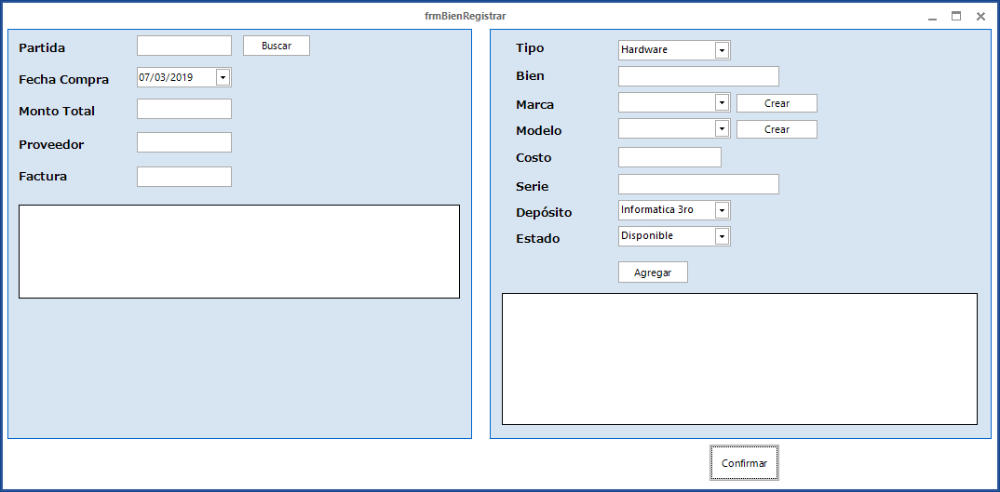 frmBienRegistrar
Partida
Buscar
Fecha Compra
07/03/2019
Monto Total
Proveedor
Factura
Tipo
Hardware
Bien
Marca
Crear
Modelo
Crear
Costo
Serie
Depósito
Informatica 3ro
Estado
Disponible
Agregar
Confirmar